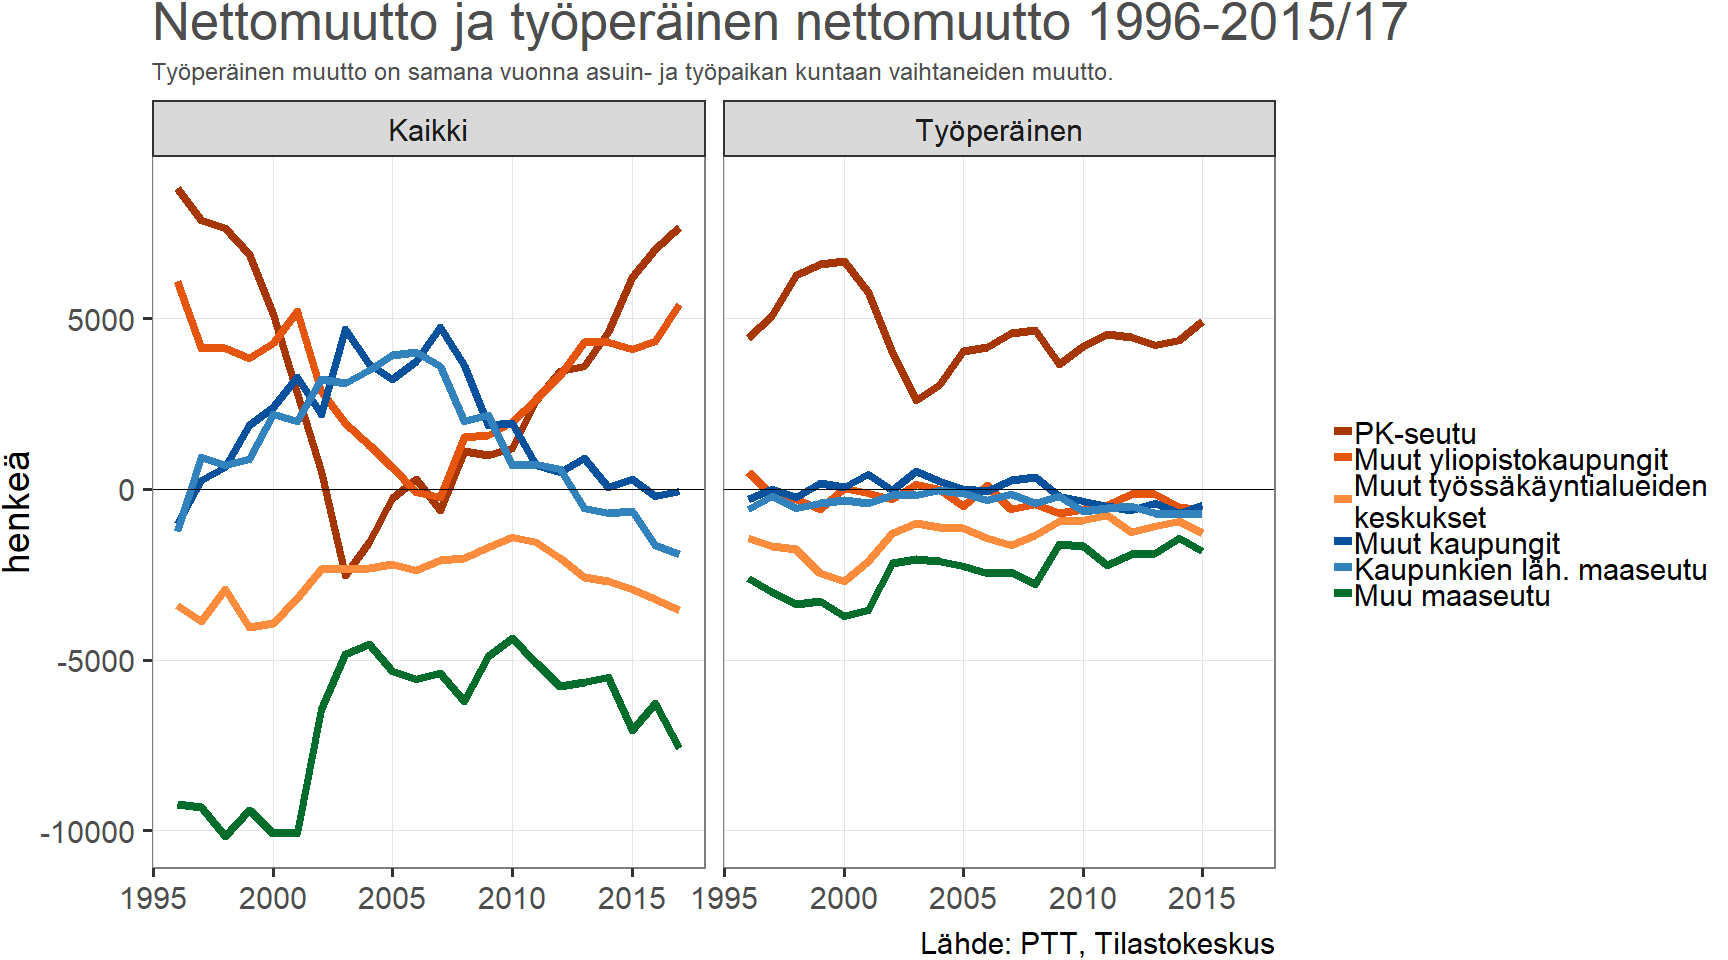 Nettomuutto ja työperäinen nettomuutto 1996-2015/17
Työperäinen muutto on samana vuonna asuin- ja työpaikan kuntaan vaihtaneiden muutto.
Kaikki
Työperäinen
henkeä
5000
0
-5000
-10000
1995
2000
2005
2010
2015
1995
2000
2005
2010
2015
PK-seutu
Muut yliopistokaupungit
Muut työssäkäyntialueiden
keskukset
Muut kaupungit
Kaupunkien läh. maaseutu
Muu maaseutu
Lähde: PTT, Tilastokeskus